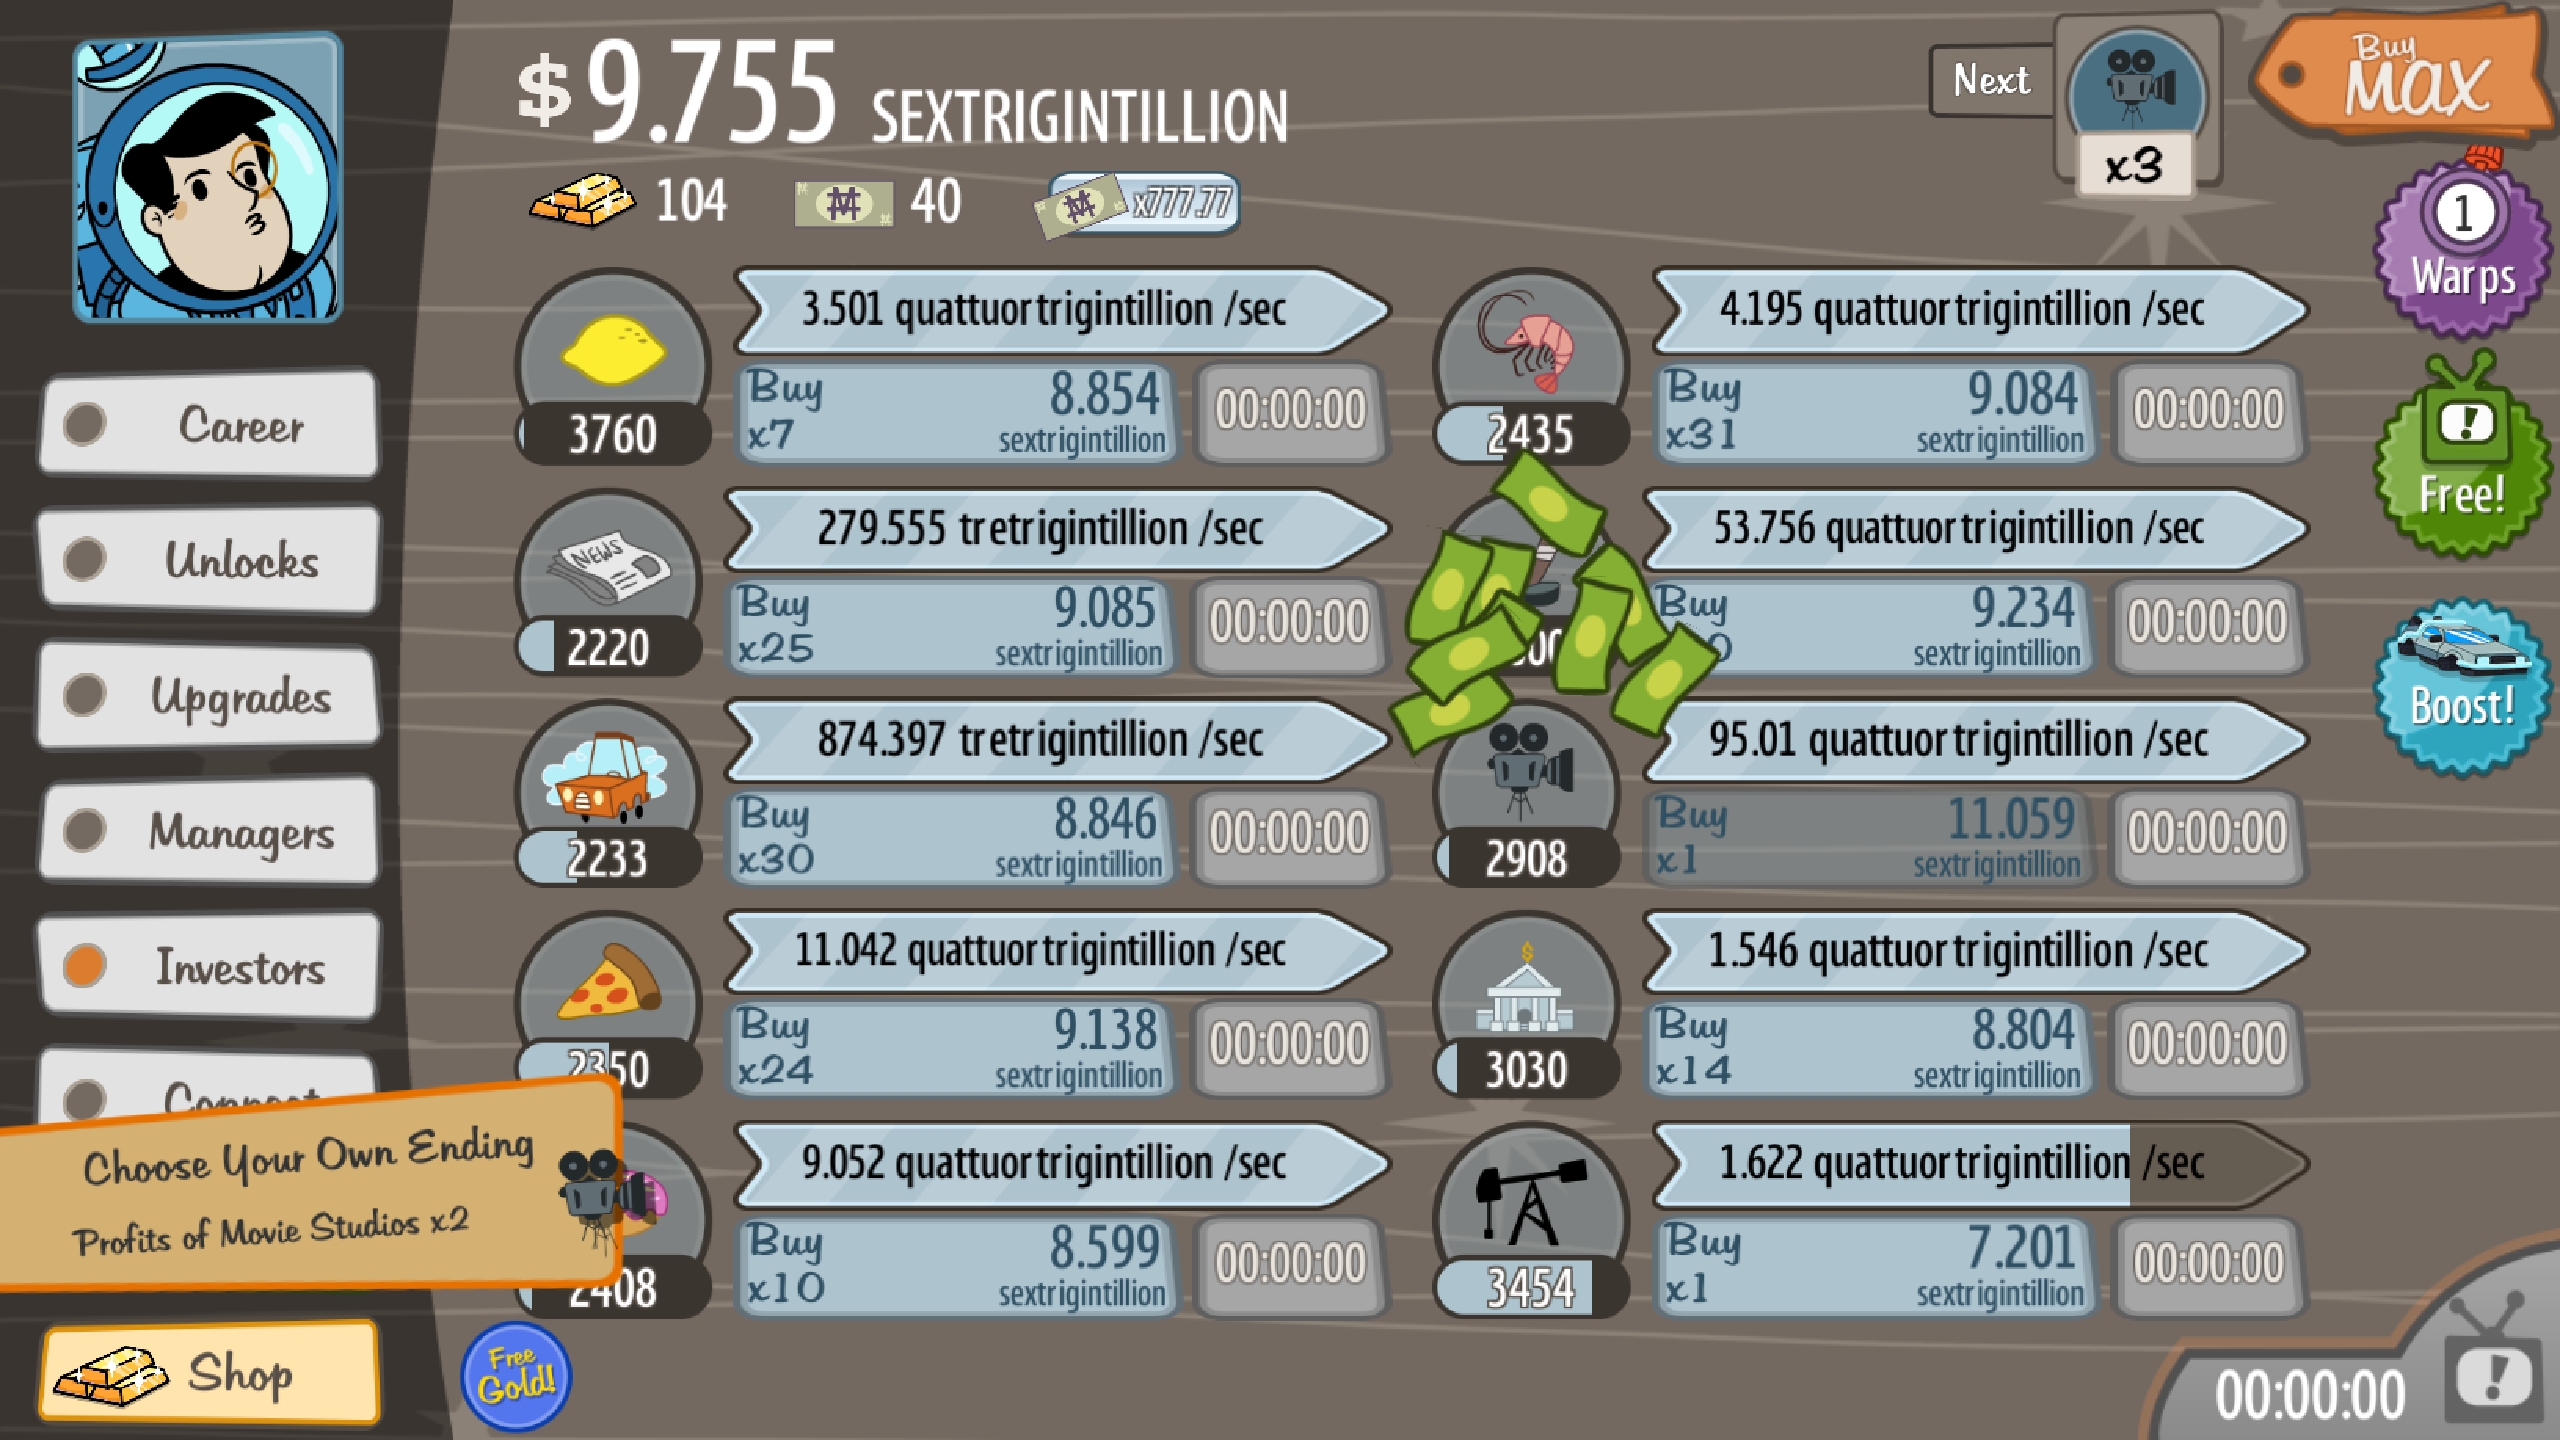 $9.755 SEXTRIGINTILLION
Next
x3
Buy
MAX
104
40
x777.77
1
Warps
Free!
Boost!
Career
Unlocks
Upgrades
Managers
Investors
Choose Your Own Ending
Profits of Movie Studios x2
Shop
Free
Gold!
3.501 quattuortrigintillion /sec
3760
Buy
x7
8.854
sextrigintillion
00:00:00
NEWS
279.555 tretrigintillion /sec
2220
Buy
x25
9.085
sextrigintillion
00:00:00
874.397 tretrigintillion /sec
2233
Buy
x30
8.846
sextrigintillion
00:00:00
11.042 quattuortrigintillion /sec
2350
Buy
x24
9.138
sextrigintillion
00:00:00
9.052 quattuortrigintillion /sec
2408
Buy
x10
8.599
sextrigintillion
00:00:00
4.195 quattuortrigintillion /sec
2435
Buy
x31
9.084
sextrigintillion
00:00:00
53.756 quattuortrigintillion /sec
Buy
9.234
sextrigintillion
00:00:00
95.01 quattuortrigintillion /sec
2908
Buy
x1
11.059
sextrigintillion
00:00:00
1.546 quattuortrigintillion /sec
3030
Buy
x14
8.804
sextrigintillion
00:00:00
1.622 quattuortrigintillion /sec
3454
Buy
x1
7.201
sextrigintillion
00:00:00
00:00:00